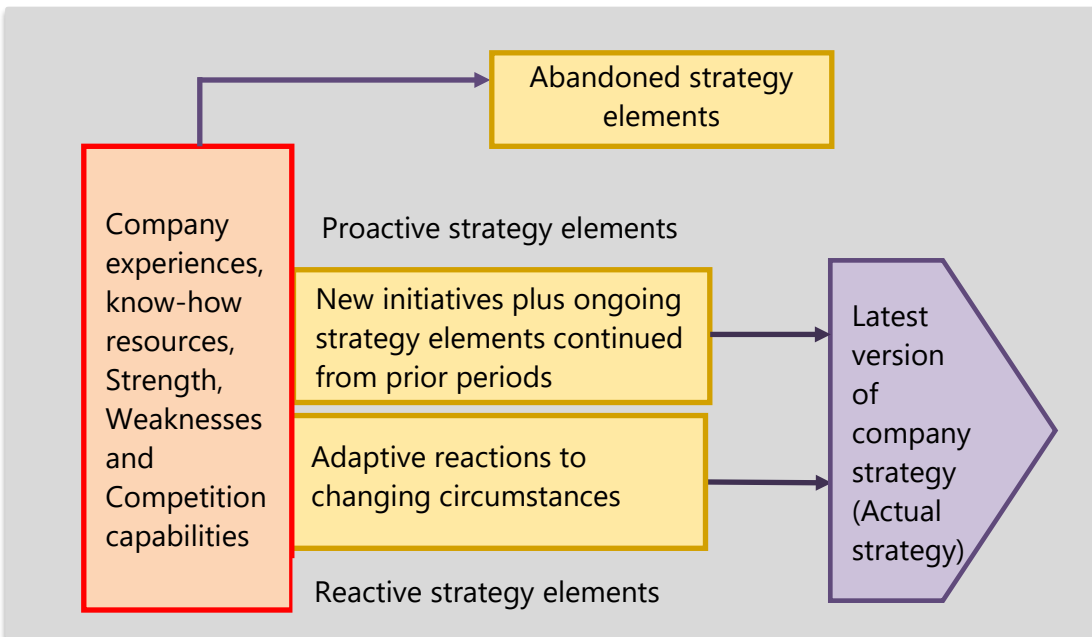 Abandoned strategy
elements
Company
experiences,
know-how
resources,
Strength,
Weaknesses
and
Competition
capabilities
Proactive strategy elements
New initiatives plus ongoing
strategy elements continued
from prior periods
Adaptive reactions to
changing circumstances
Reactive strategy elements
Latest
version
of
company
strategy
(Actual
strategy)